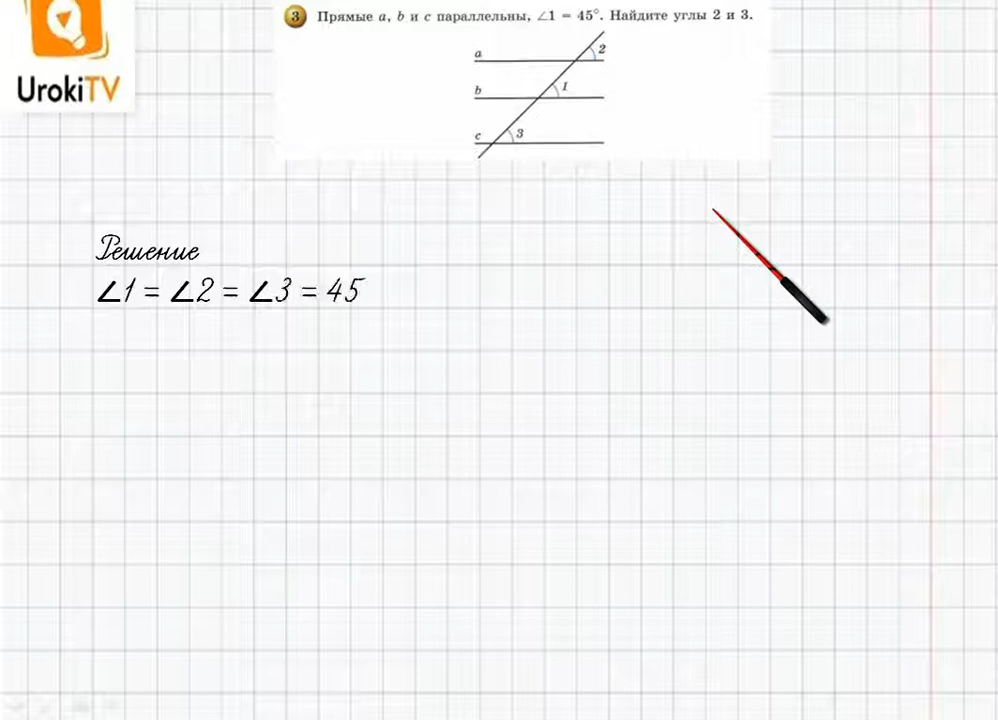 UrokiTV
3 Прямые a, b и c параллельны, ∠1 = 45°. Найдите углы 2 и 3.
a
2
b
1
c
3
Решение
∠1 = ∠2 = ∠3 = 45